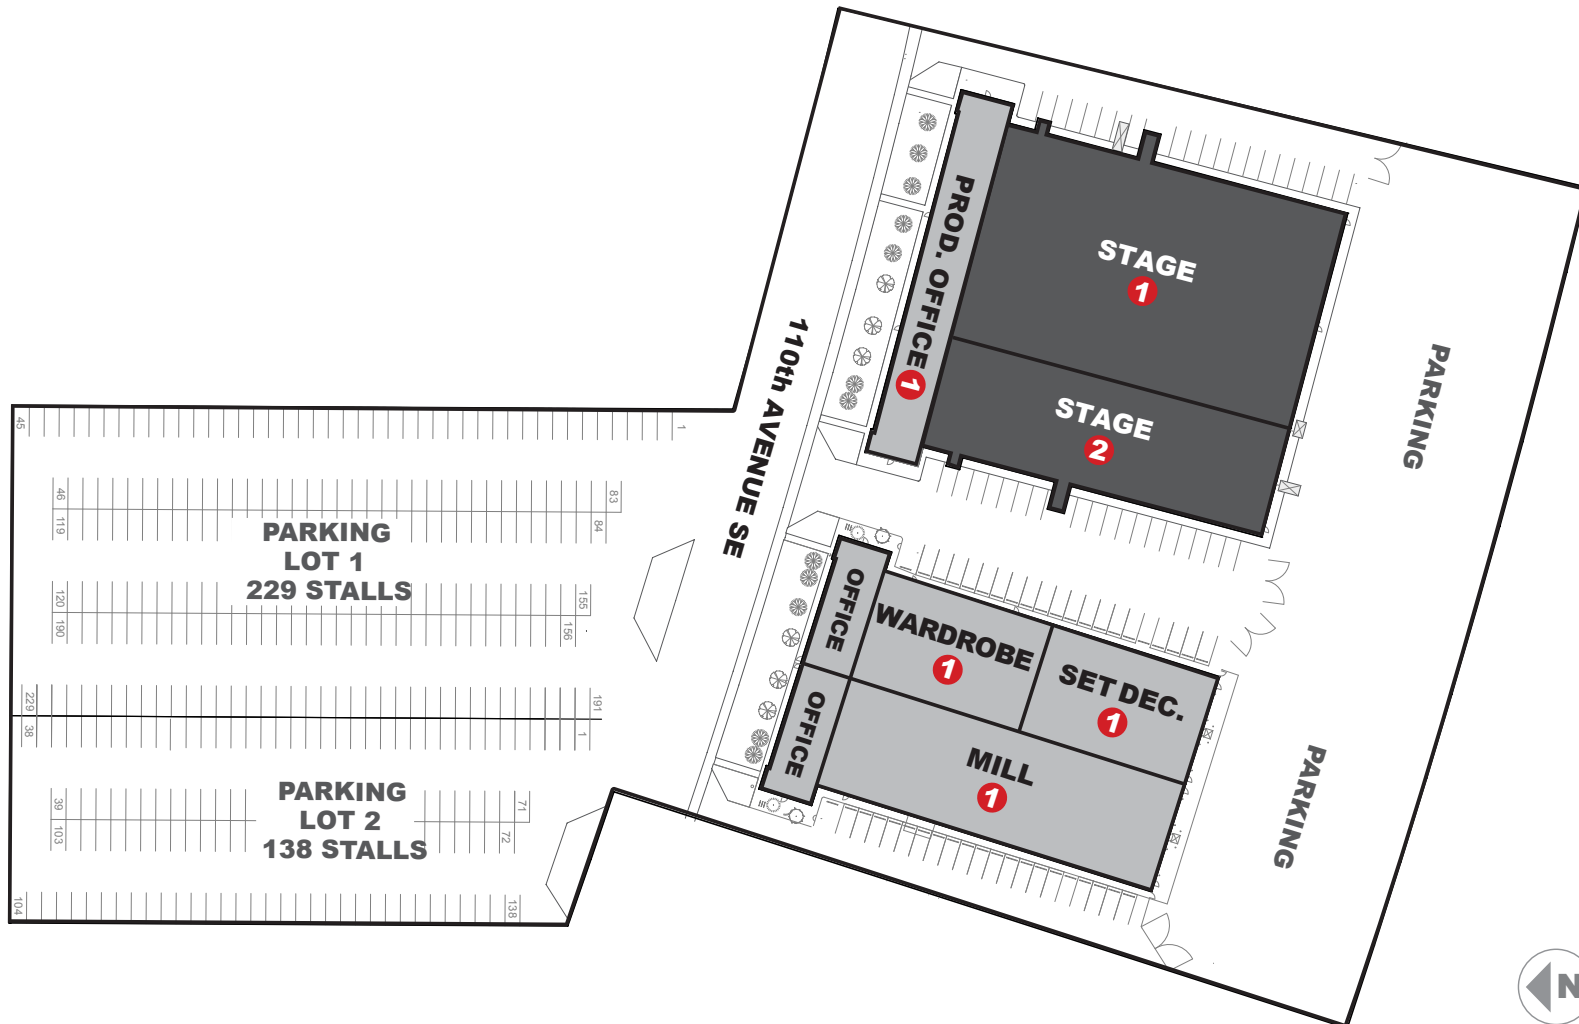 PROD. OFFICE
1
STAGE
1
STAGE
2
PARKING
110th AVENUE SE
45
1
46
83
119
84
PARKING
LOT 1
229 STALLS
120
155
190
156
229
191
38
1
PARKING
LOT 2
138 STALLS
39
71
103
72
104
138
OFFICE
OFFICE
WARDROBE
1
SET DEC.
1
MILL
1
PARKING
N